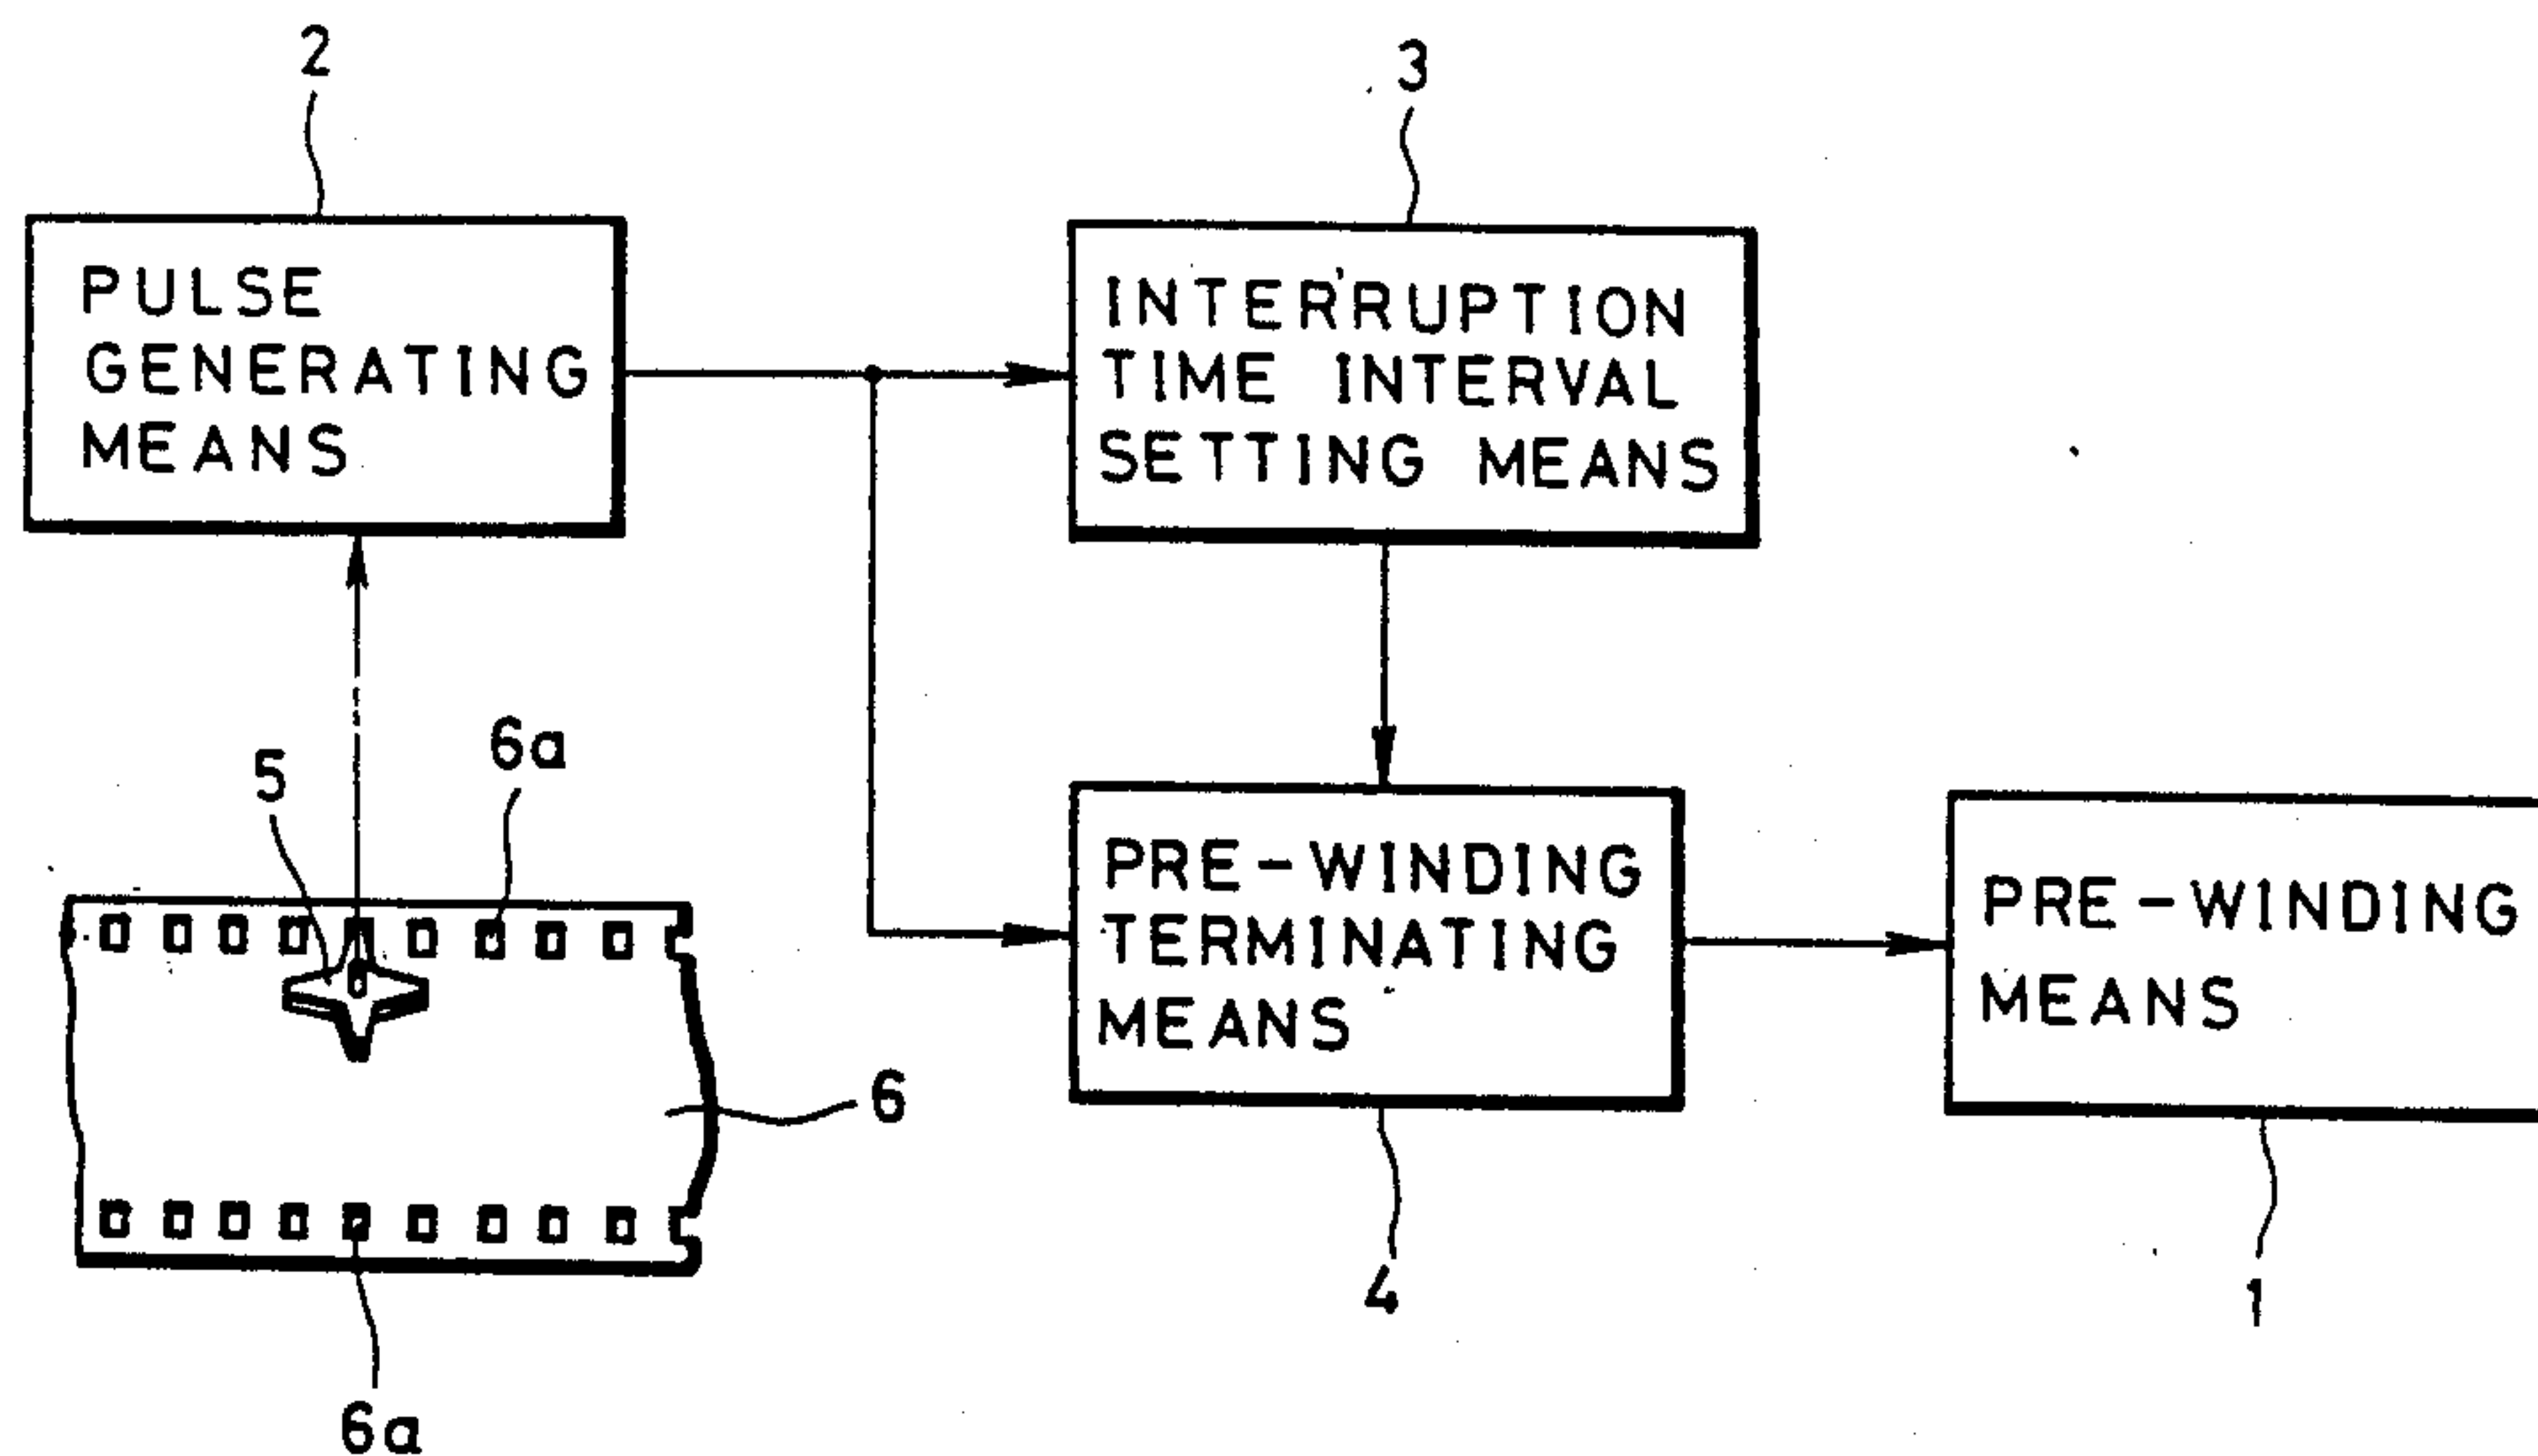 2
3
PULSE
GENERATING
MEANS
INTERRUPTION
TIME INTERVAL
SETTING MEANS
5
6a
6
6a
PRE-WINDING
TERMINATING
MEANS
4
PRE-WINDING
MEANS
1